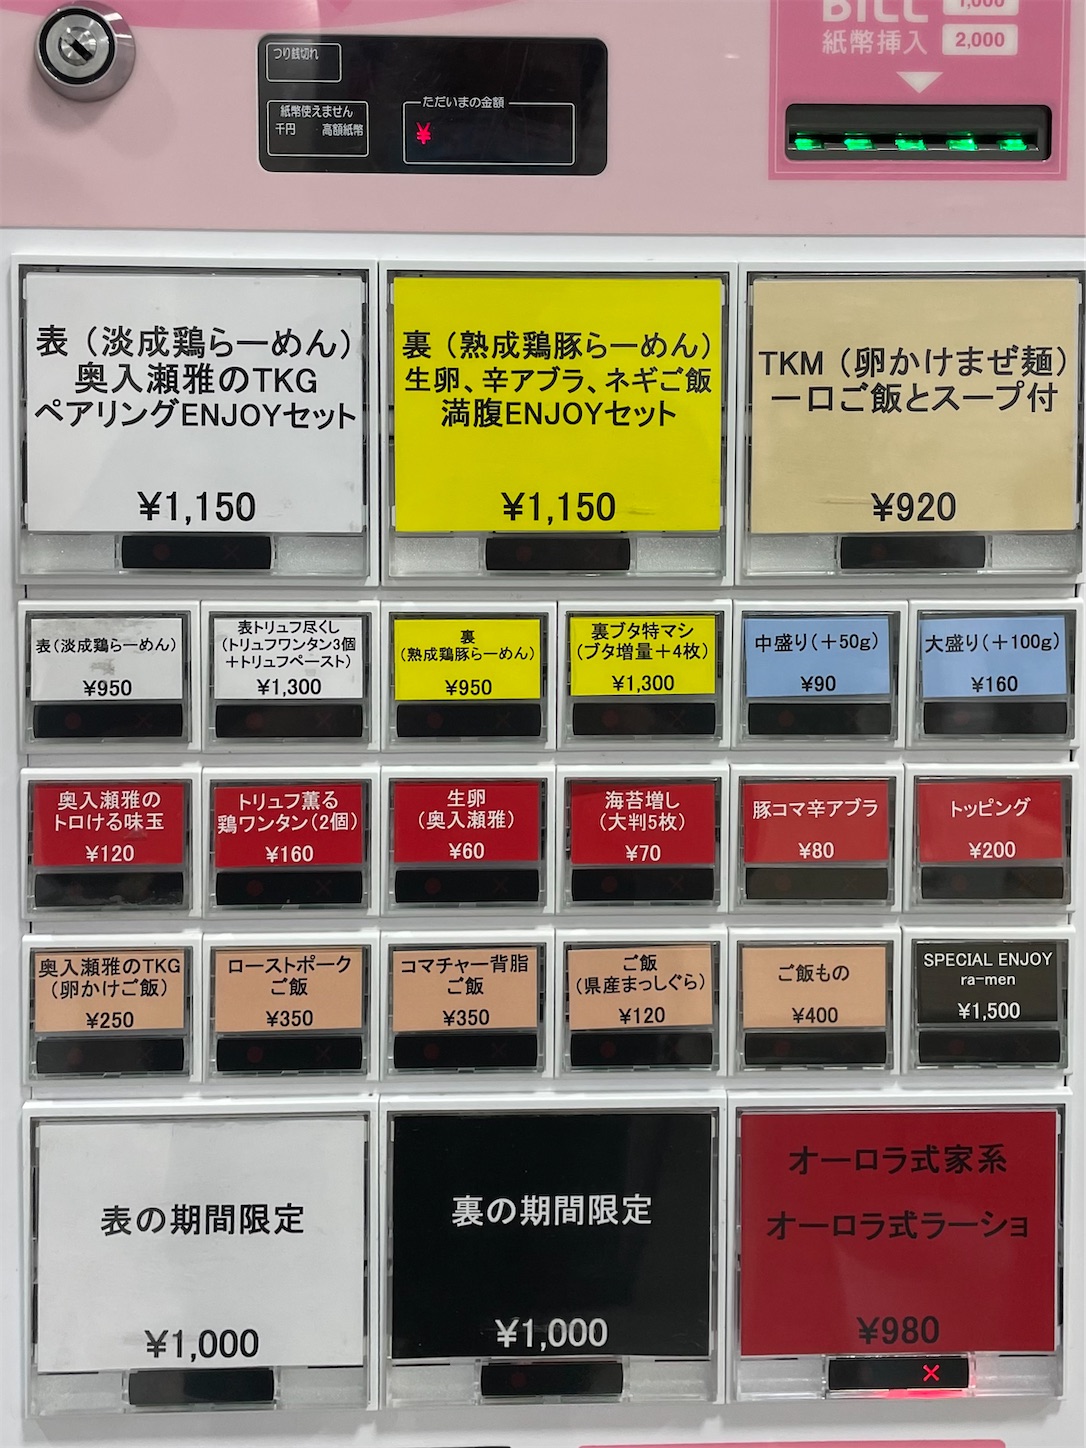 BILL
1,000
紙幣挿入
2,000
つり銭切れ
紙幣使えません
千円 高額紙幣
ただいまの金額
¥
表（淡成鶏らーめん）
奥入瀬雅のTKG
ペアリングENJOYセット
¥1,150
裏（熟成鶏豚らーめん）
生卵、辛アブラ、ネギご飯
満腹ENJOYセット
¥1,150
TKM（卵かけまぜ麺）
一口ご飯とスープ付
¥920
表(淡成鶏らーめん)
¥950
表トリュフ尽くし
(トリュフワンタン3個
＋トリュフペースト)
¥1,300
裏
(熟成鶏豚らーめん)
¥950
裏ブタ特マシ
(ブタ増量＋4枚)
¥1,300
中盛り(＋50g)
¥90
大盛り(＋100g)
¥160
奥入瀬雅の
トロける味玉
¥120
トリュフ薫る
鶏ワンタン(2個)
¥160
生卵
(奥入瀬雅)
¥60
海苔増し
(大判5枚)
¥70
豚コマ辛アブラ
¥80
トッピング
¥200
奥入瀬雅のTKG
(卵かけご飯)
¥250
ローストポーク
ご飯
¥350
コマチャー背脂
ご飯
¥350
ご飯
(県産まっしぐら)
¥120
ご飯もの
¥400
SPECIAL ENJOY
ra-men
¥1,500
表の期間限定
¥1,000
裏の期間限定
¥1,000
オーロラ式家系
オーロラ式ラーショ
¥980
×